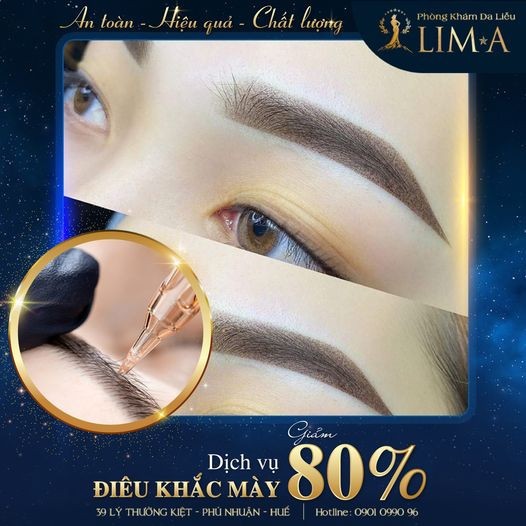 An toàn - Hiệu quả - Chất lượng
Phòng Khám Da Liễu
LIM★A
Giảm
Dịch vụ
80%
ĐIÊU KHẮC MÀY
39 LÝ THƯỜNG KIỆT - PHÚ NHUẬN - HUẾ | Hotline: 0901 0990 96